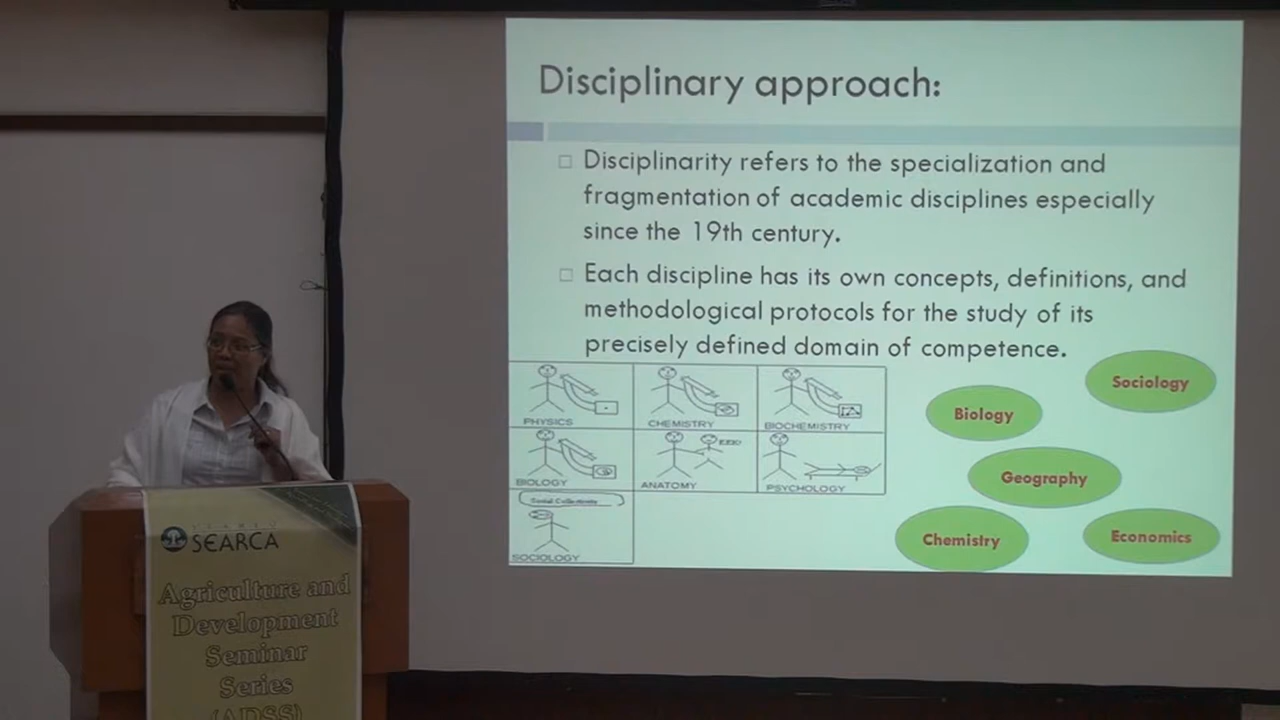 Disciplinary approach:
Disciplinarity refers to the specialization and
fragmentation of academic disciplines especially
since the 19th century.
Each discipline has its own concepts, definitions, and
methodological protocols for the study of its
precisely defined domain of competence.
PHYSICS
CHEMISTRY
BIOCHEMISTRY
BIOLOGY
ANATOMY
PSYCHOLOGY
SOCIOLOGY
Sociology
Biology
Geography
Chemistry
Economics
SEAMEO
SEARCA
Agriculture and
Development
Seminar
Series
(ADSS)